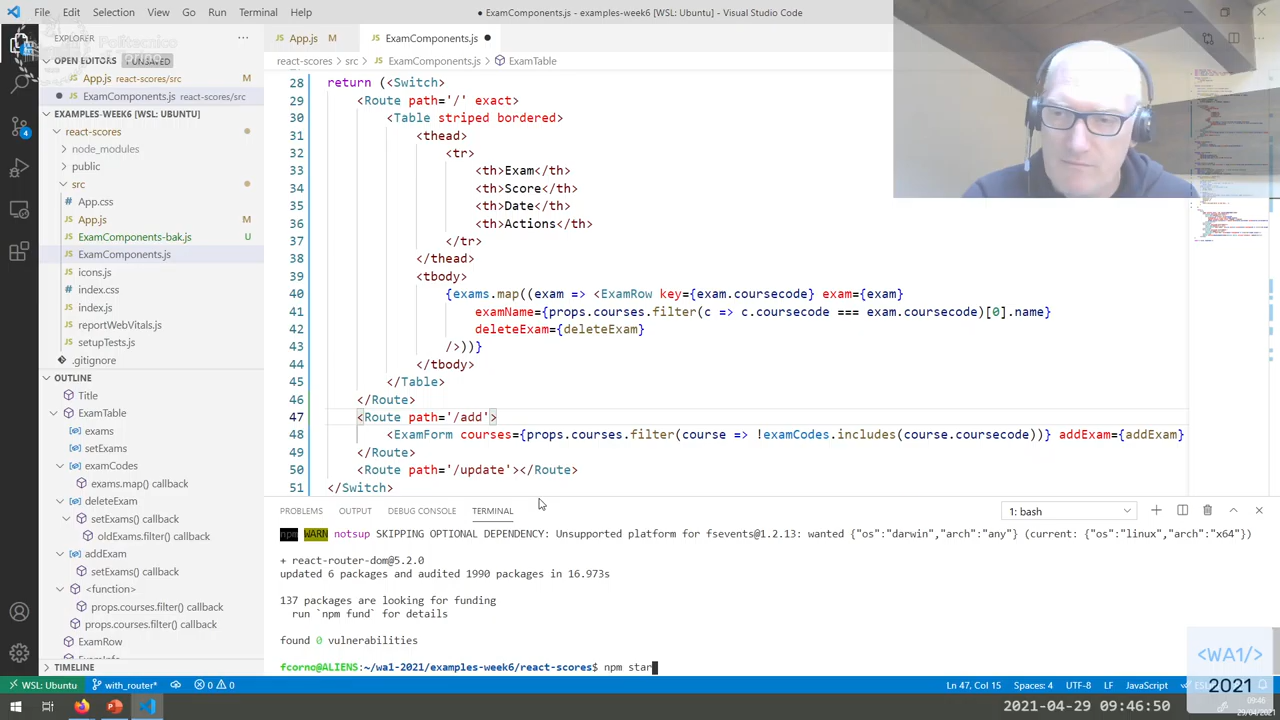 File Edit Selection View Go Run Terminal Help
● ExamComponents.js - examples-week6 [WSL: Ubuntu] - Visual Studio Code
Politecnico
EXPLORER ···
OPEN EDITORS 1 UNSAVED
App.js react-scores/src M
ExamComponents.js react-scores/src
EXAMPLES-WEEK6 [WSL: UBUNTU]
react-scores
node_modules
public
src
App.css
App.js M
ExamComponents-bak.js U
ExamComponents.js
icons.js
index.css
index.js
reportWebVitals.js
setupTests.js
.gitignore
OUTLINE
Title
ExamTable
exams
setExams
examCodes
exams.map() callback
deleteExam
setExams() callback
oldExams.filter() callback
addExam
setExams() callback
<function>
props.courses.filter() callback
props.courses.filter() callback
ExamRow
TIMELINE
App.js M ExamComponents.js ●
react-scores > src > ExamComponents.js > ExamTable
28 return (<Switch>
29 <Route path='/' exact>
30 <Table striped bordered>
31 <thead>
32 <tr>
33 <th>Exam</th>
34 <th>Score</th>
35 <th>Date</th>
36 <th>Actions</th>
37 </tr>
38 </thead>
39 <tbody>
40 {exams.map((exam => <ExamRow key={exam.coursecode} exam={exam}
41 examName={props.courses.filter(c => c.coursecode === exam.coursecode)[0].name}
42 deleteExam={deleteExam}
43 />))}
44 </tbody>
45 </Table>
46 </Route>
47 <Route path='/add'>
48 <ExamForm courses={props.courses.filter(course => !examCodes.includes(course.coursecode))} addExam={addExam}
49 </Route>
50 <Route path='/update'></Route>
51 </Switch>
PROBLEMS OUTPUT DEBUG CONSOLE TERMINAL 1: bash
npm WARN notsup SKIPPING OPTIONAL DEPENDENCY: Unsupported platform for fsevents@1.2.13: wanted {"os":"darwin","arch":"any"} (current: {"os":"linux","arch":"x64"})
+ react-router-dom@5.2.0
updated 6 packages and audited 1990 packages in 16.973s
137 packages are looking for funding
run `npm fund` for details
found 0 vulnerabilities
fcorno@ALIENS:~/wa1-2021/examples-week6/react-scores$ npm star
<WA1/>
2021
WSL: Ubuntu with_router* 0 0 Ln 47, Col 15 Spaces: 4 UTF-8 LF JavaScript
4
2021-04-29 09:46:50
09:46
29/04/2021